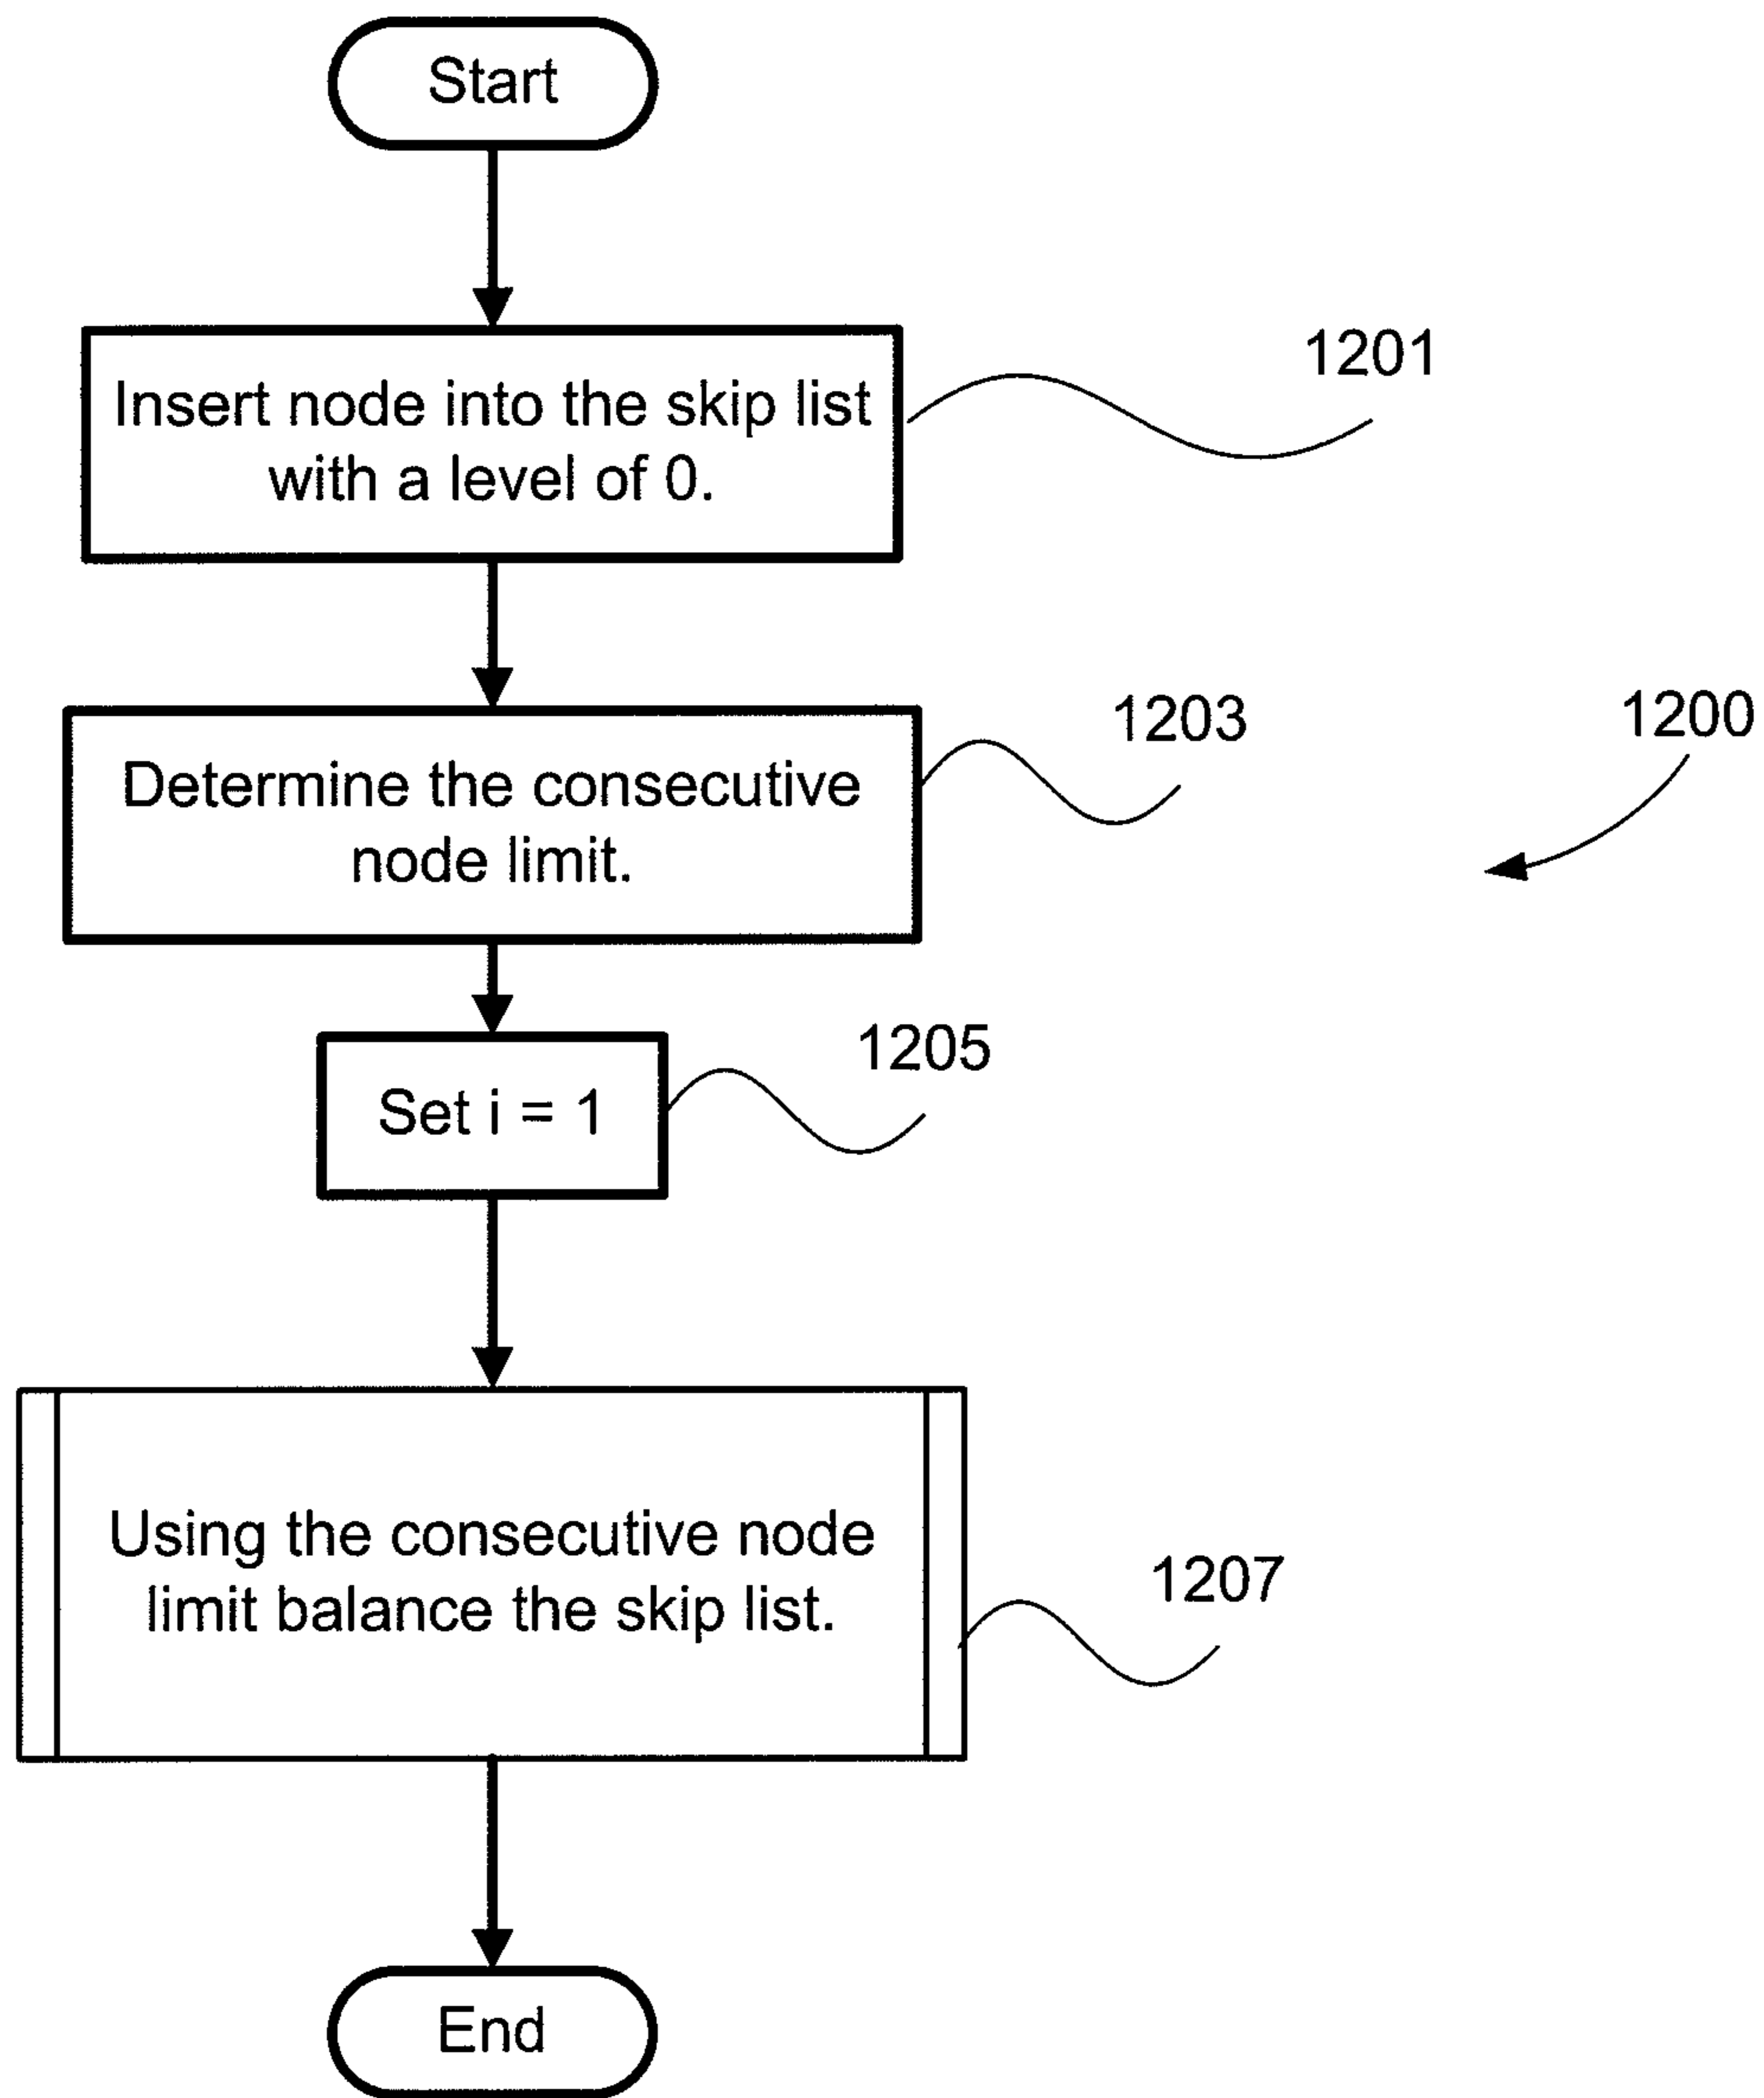 Start
Insert node into the skip list
with a level of 0.
1201
Determine the consecutive
node limit.
1203
1200
Set i = 1
1205
Using the consecutive node
limit balance the skip list.
1207
End